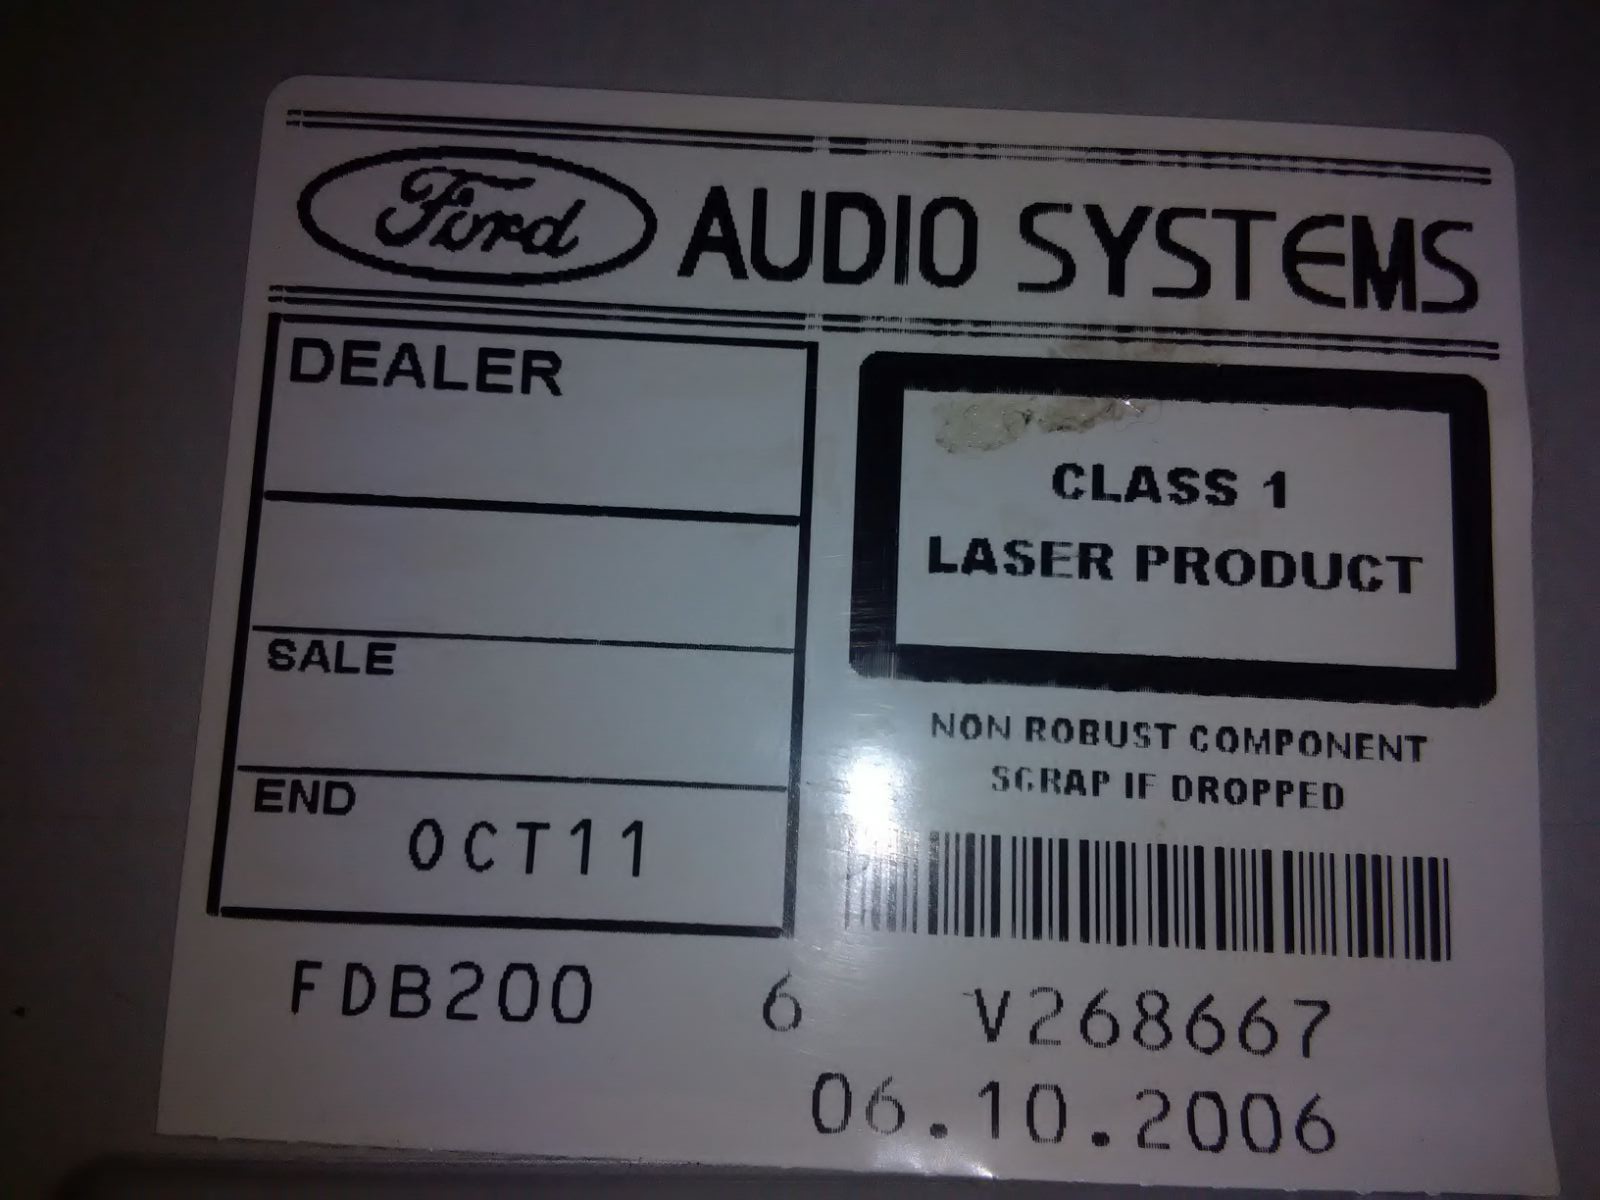 Ford AUDIO SYSTEMS
DEALER
SALE
END
OCT11
CLASS 1
LASER PRODUCT
NON ROBUST COMPONENT
SCRAP IF DROPPED
FDB200 6 V268667
06.10.2006